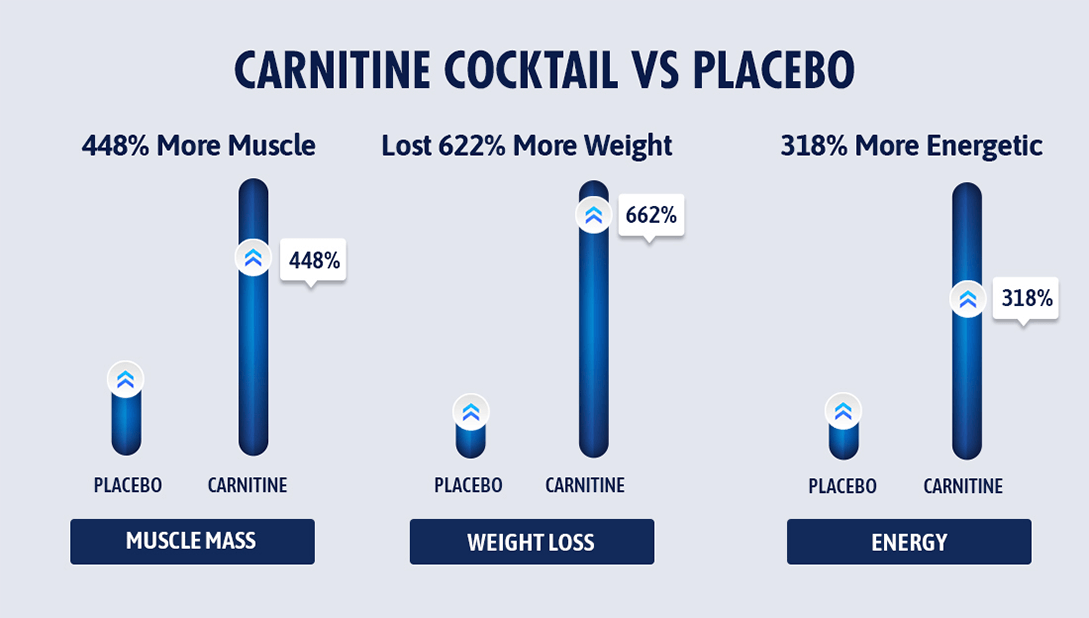 CARNITINE COCKTAIL VS PLACEBO
448% More Muscle
Lost 622% More Weight
318% More Energetic
448%
662%
318%
PLACEBO
CARNITINE
PLACEBO
CARNITINE
PLACEBO
CARNITINE
MUSCLE MASS
WEIGHT LOSS
ENERGY